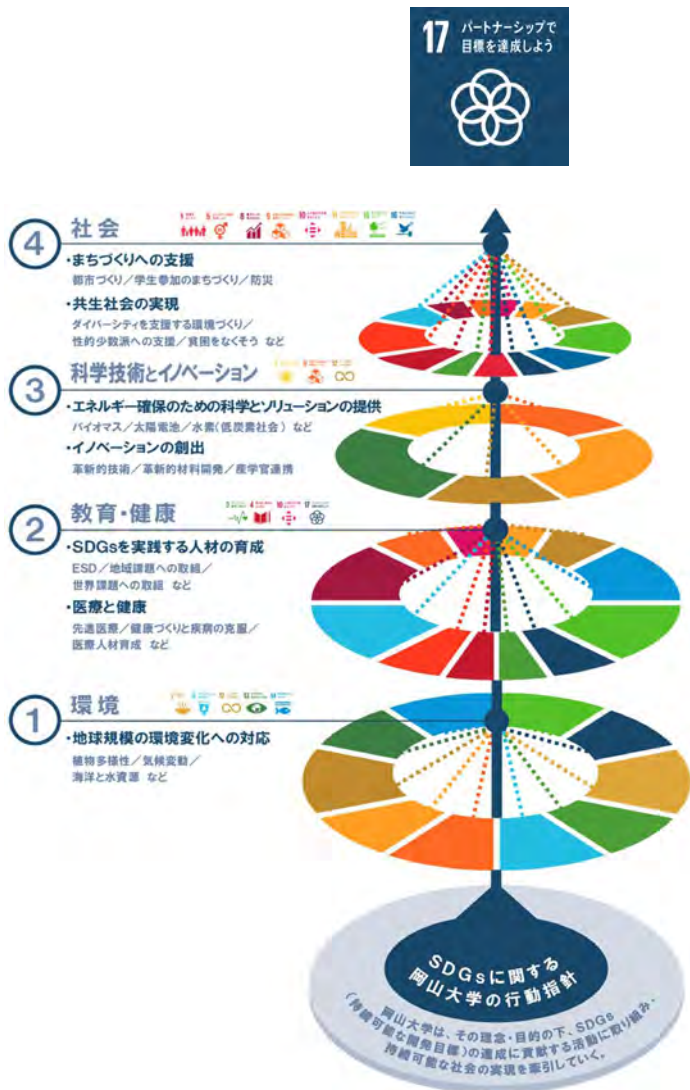 17 パートナーシップで
目標を達成しよう
4 社会
・まちづくりへの支援
都市づくり／学生参加のまちづくり／防災
・共生社会の実現
ダイバーシティを支援する環境づくり／
性的少数派への支援／貧困をなくそう など
3 科学技術とイノベーション
・エネルギー確保のための科学とソリューションの提供
バイオマス／太陽電池／水素（低炭素社会） など
・イノベーションの創出
革新的技術／革新的材料開発／産学官連携
2 教育・健康
・SDGsを実践する人材の育成
ESD／地域課題への取組／
世界課題への取組 など
・医療と健康
先進医療／健康づくりと疾病の克服／
医療人材育成 など
1 環境
・地球規模の環境変化への対応
植物多様性／気候変動／
海洋と水資源 など
SDGsに関する
岡山大学の行動指針
岡山大学は、その理念・目的の下、SDGs
（持続可能な開発目標）の達成に貢献する活動に取り組み、
持続可能な社会の実現を牽引していく。